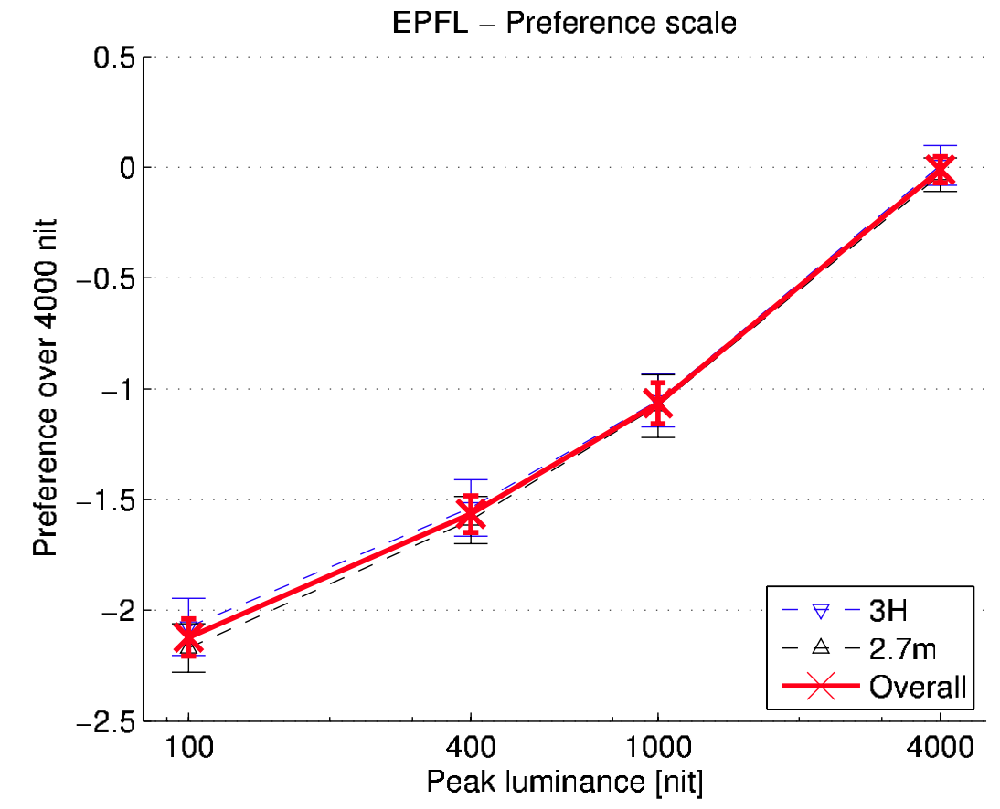 EPFL – Preference scale
0.5
0
−0.5
−1
−1.5
−2
−2.5
Preference over 4000 nit
100 400 1000 4000
Peak luminance [nit]
3H
2.7m
Overall